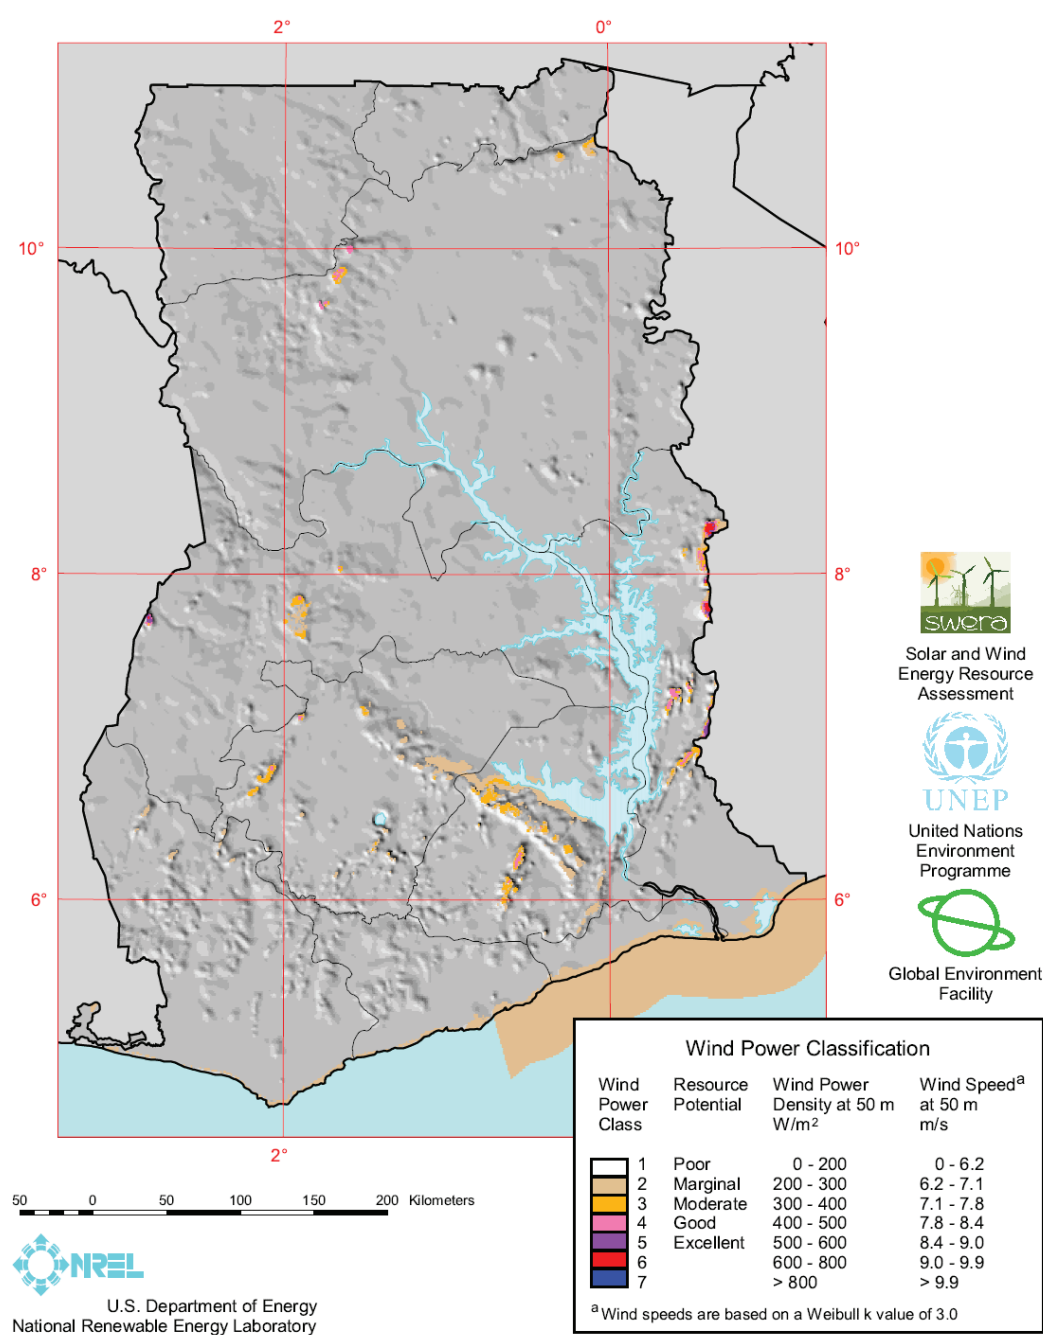 2° 0°
10° 10°
8° 8°
6° 6°
2°
swera
Solar and Wind
Energy Resource
Assessment
UNEP
United Nations
Environment
Programme
Global Environment
Facility
Wind Power Classification
Wind Power Class Resource Potential Wind Power Density at 50 m W/m² Wind Speedᵃ at 50 m m/s
1 Poor 0 - 200 0 - 6.2
2 Marginal 200 - 300 6.2 - 7.1
3 Moderate 300 - 400 7.1 - 7.8
4 Good 400 - 500 7.8 - 8.4
5 Excellent 500 - 600 8.4 - 9.0
6 600 - 800 9.0 - 9.9
7 > 800 > 9.9
ᵃ Wind speeds are based on a Weibull k value of 3.0
50 0 50 100 150 200 Kilometers
NREL
U.S. Department of Energy
National Renewable Energy Laboratory